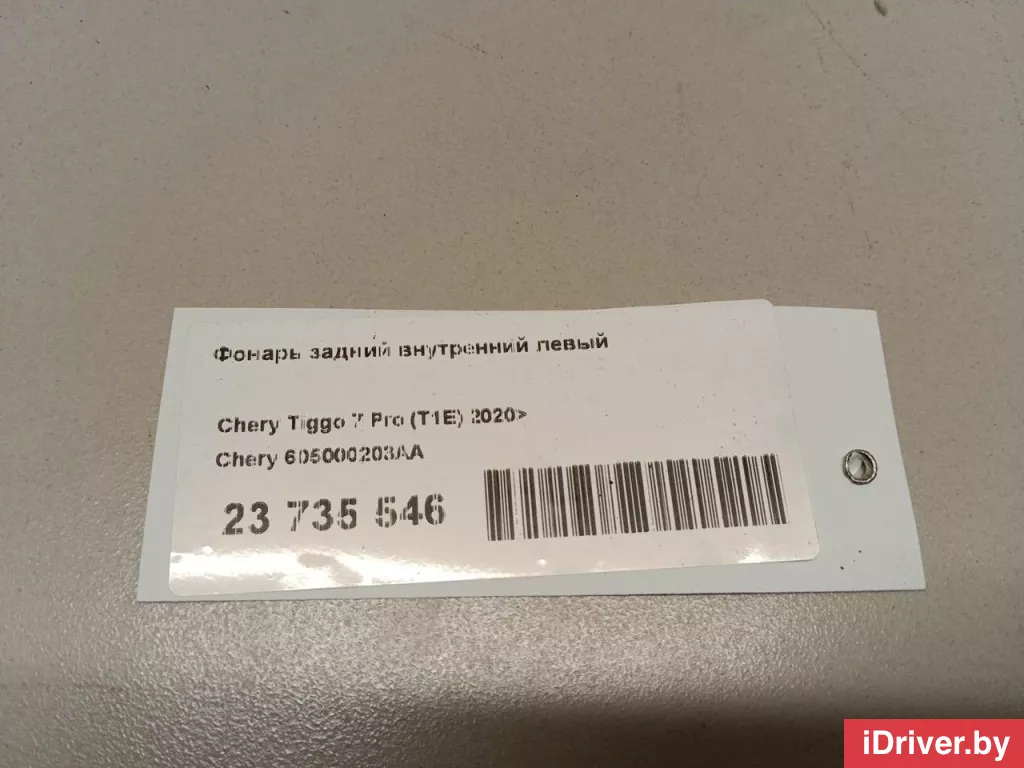 Фонарь задний внутренний левый
Chery Tiggo 7 Pro (T1E) 2020>
Chery 605000203AA
23 735 546
iDriver.by